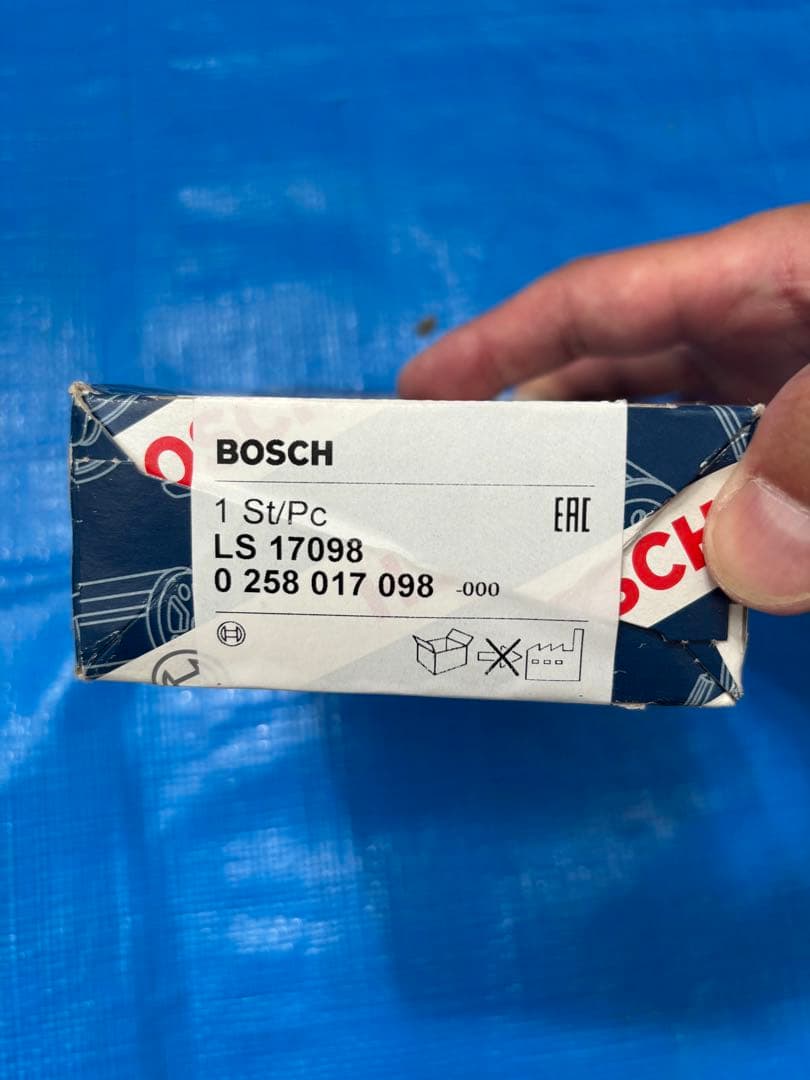 BOSCH
1 St/Pc
EAC
LS 17098
0 258 017 098 -000